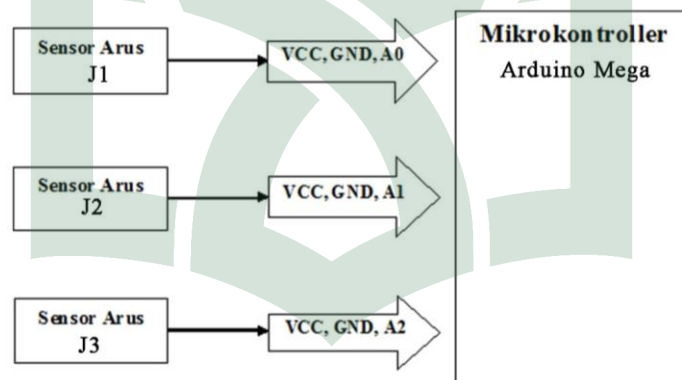 Sensor Arus
J1
VCC, GND, A0
Mikrokontroller
Arduino Mega
Sensor Arus
J2
VCC, GND, A1
Sensor Arus
J3
VCC, GND, A2